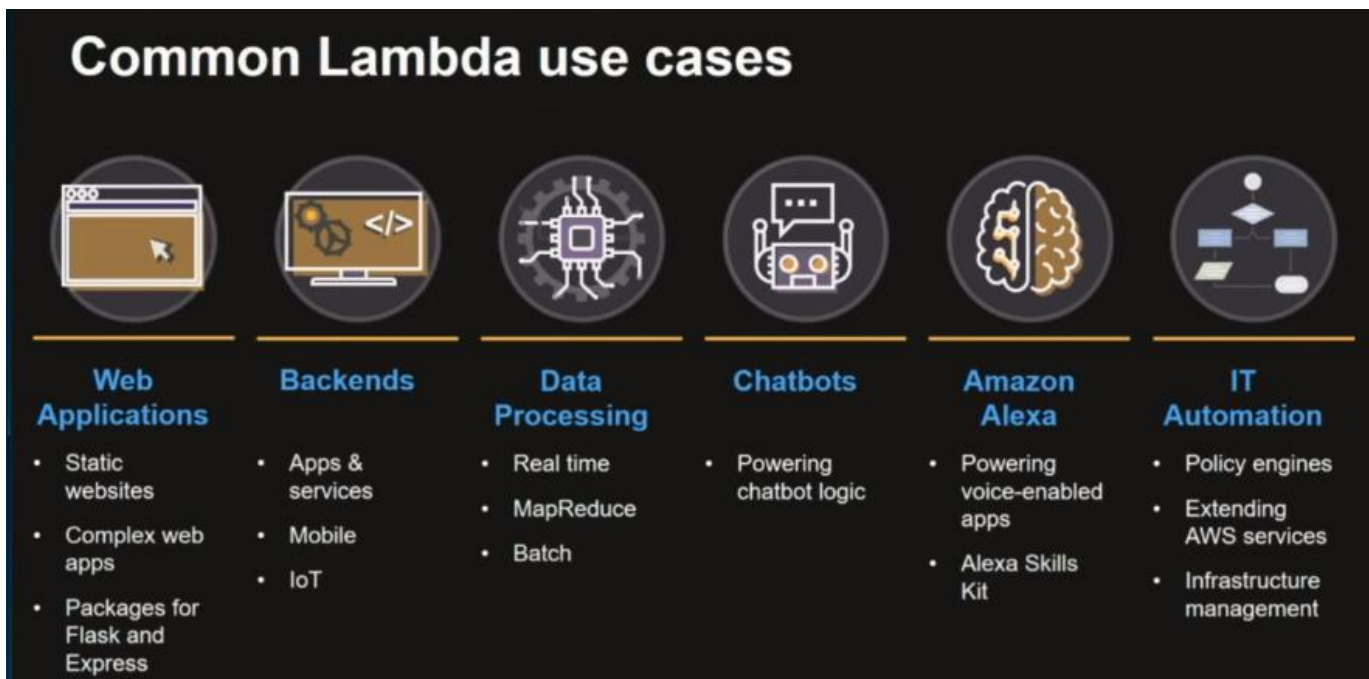 Common Lambda use cases
</>
Web
Applications
• Static
websites
• Complex web
apps
• Packages for
Flask and
Express
Backends
• Apps &
services
• Mobile
• IoT
Data
Processing
• Real time
• MapReduce
• Batch
Chatbots
• Powering
chatbot logic
Amazon
Alexa
• Powering
voice-enabled
apps
• Alexa Skills
Kit
IT
Automation
• Policy engines
• Extending
AWS services
• Infrastructure
management